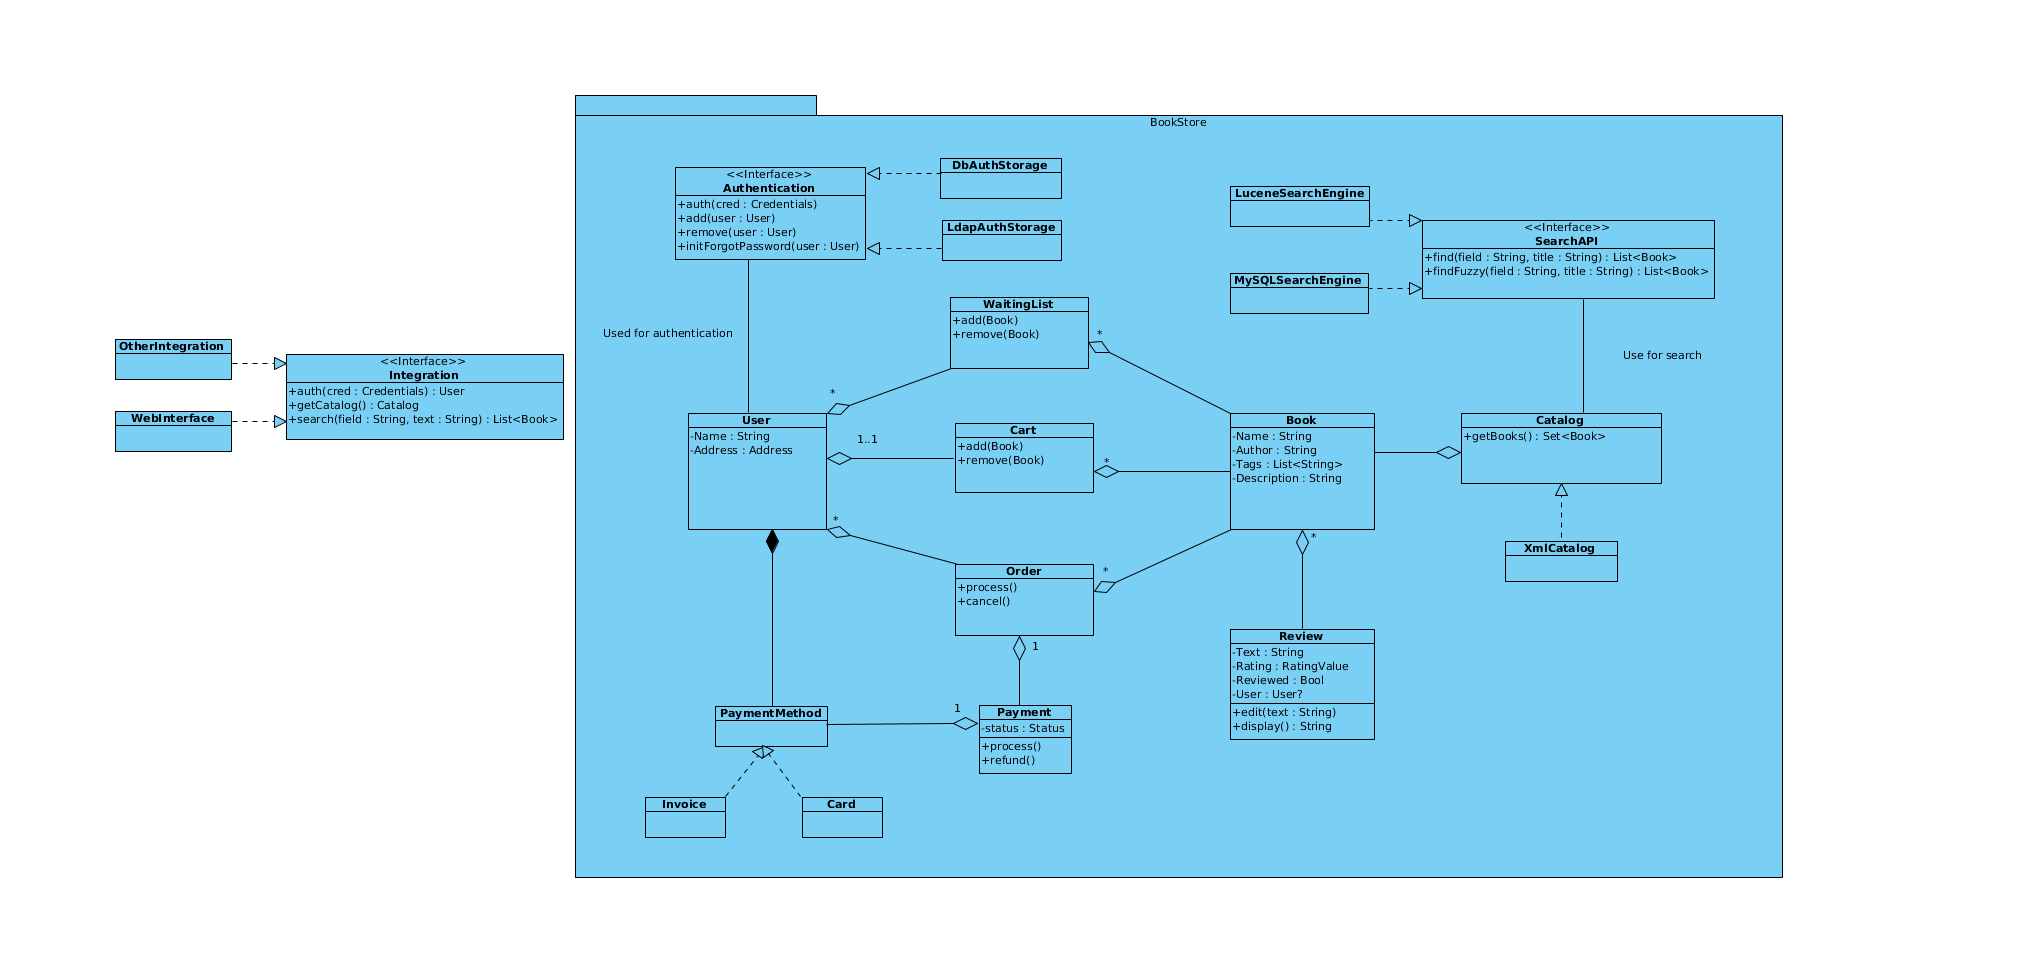 BookStore
<<Interface>>
Authentication
+auth(cred : Credentials)
+add(user : User)
+remove(user : User)
+initForgotPassword(user : User)
DbAuthStorage
LdapAuthStorage
LuceneSearchEngine
MySQLSearchEngine
<<Interface>>
SearchAPI
+find(field : String, title : String) : List<Book>
+findFuzzy(field : String, title : String) : List<Book>
Used for authentication
Use for search
OtherIntegration
WebInterface
<<Interface>>
Integration
+auth(cred : Credentials) : User
+getCatalog() : Catalog
+search(field : String, text : String) : List<Book>
WaitingList
+add(Book)
+remove(Book)
*
*
User
-Name : String
-Address : Address
1..1
Cart
+add(Book)
+remove(Book)
*
Book
-Name : String
-Author : String
-Tags : List<String>
-Description : String
Catalog
+getBooks() : Set<Book>
XmlCatalog
*
Order
+process()
+cancel()
*
*
1
Review
-Text : String
-Rating : RatingValue
-Reviewed : Bool
-User : User?
+edit(text : String)
+display() : String
PaymentMethod
1
Payment
-status : Status
+process()
+refund()
Invoice
Card